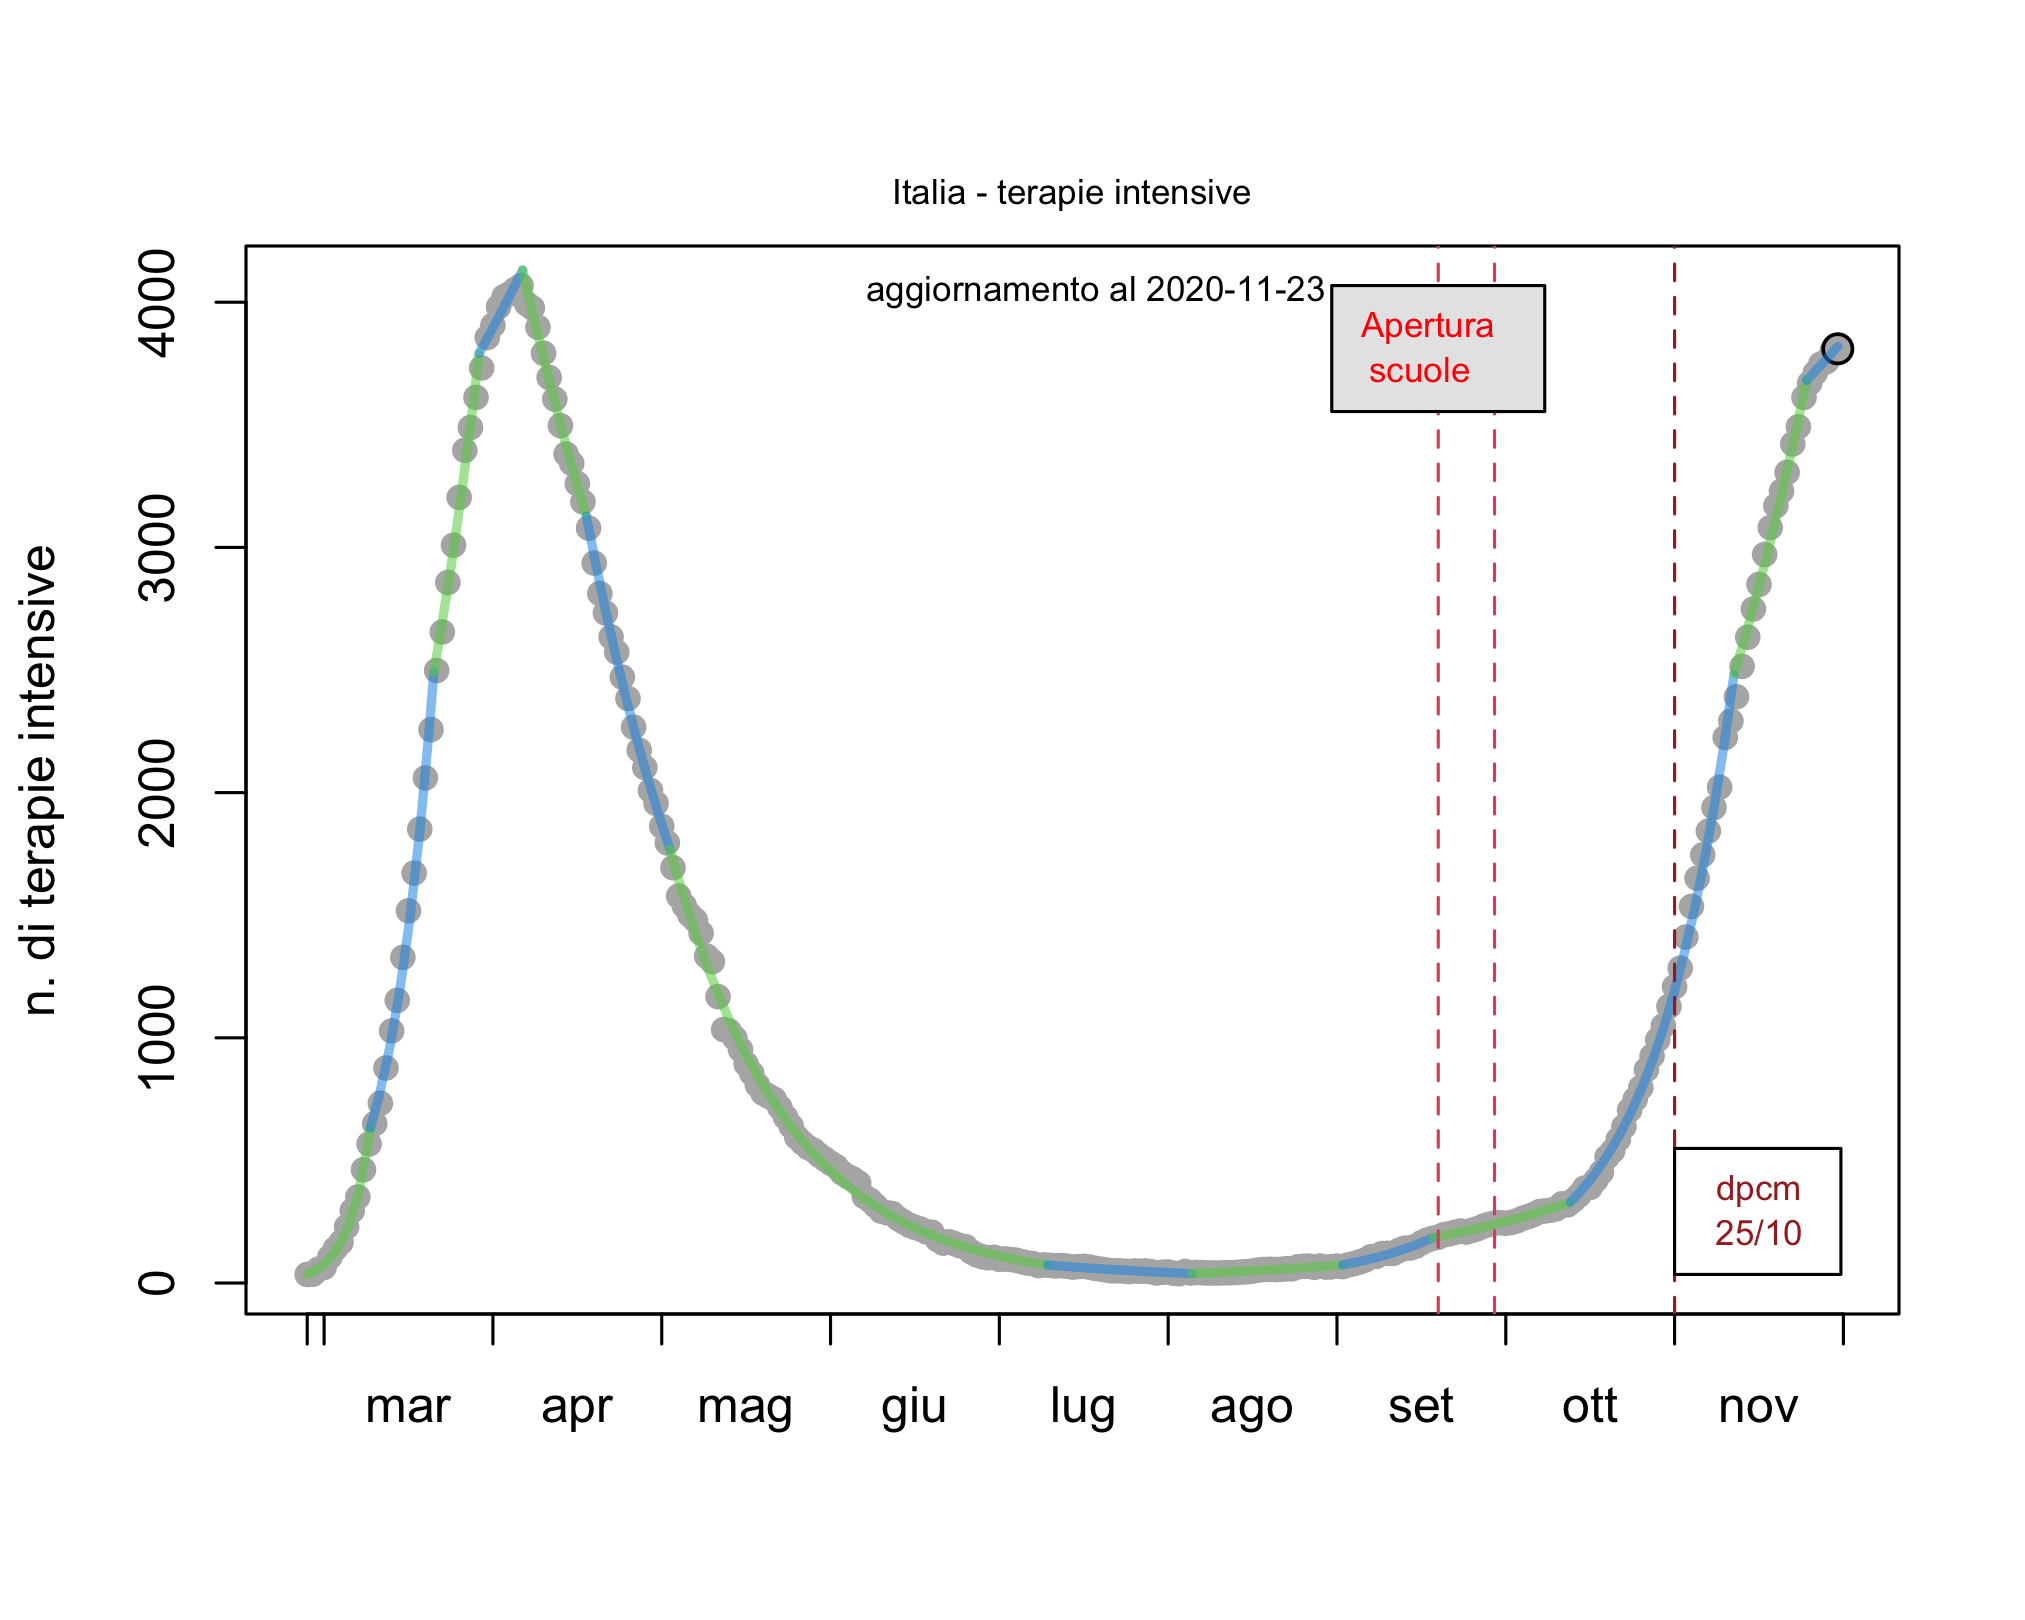 Italia - terapie intensive
aggiornamento al 2020-11-23
Apertura
scuole
n. di terapie intensive
4000
3000
2000
1000
0
dpcm
25/10
mar apr mag giu lug ago set ott nov